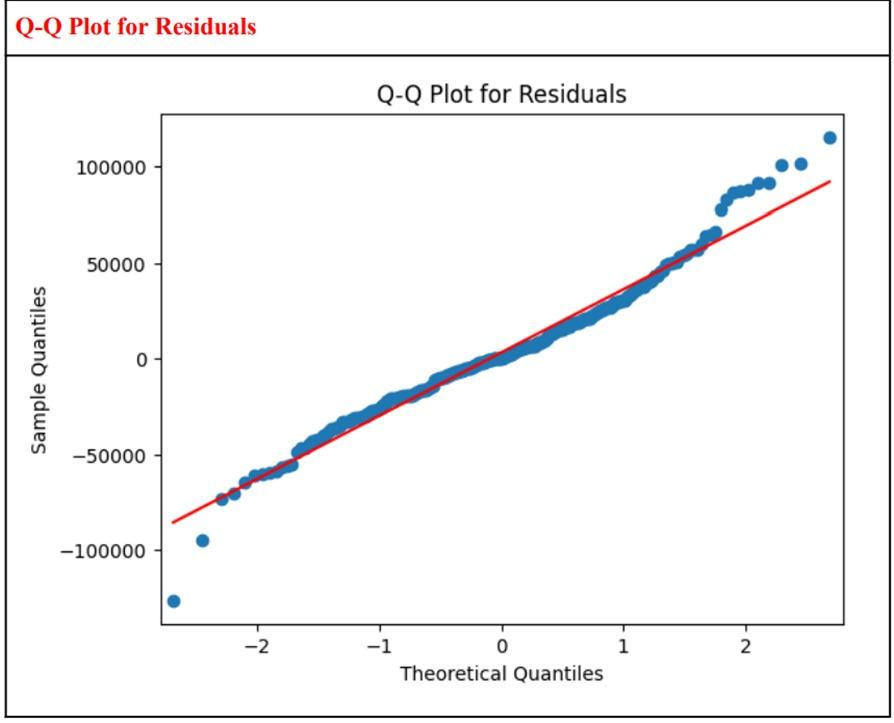 Q-Q Plot for Residuals
Q-Q Plot for Residuals
100000
50000
0
−50000
−100000
Sample Quantiles
−2 −1 0 1 2
Theoretical Quantiles